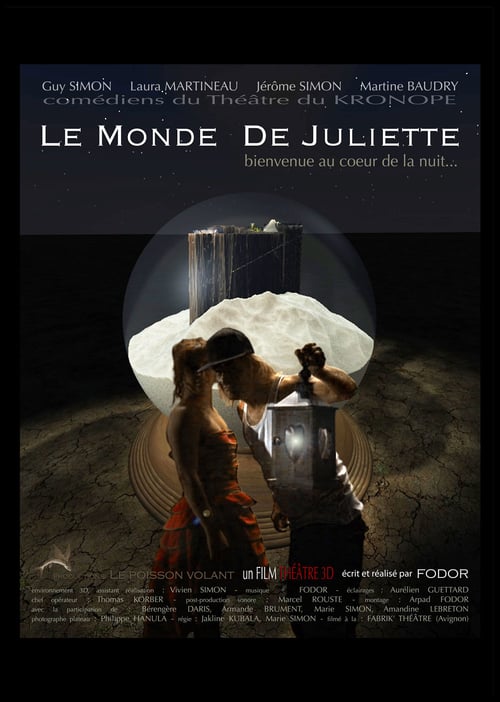 Guy SIMON Laura MARTINEAU Jérôme SIMON Martine BAUDRY
comédiens du Théâtre du KRONOPE
LE MONDE DE JULIETTE
bienvenue au coeur de la nuit...
PRODUCTIONS LE POISSON VOLANT un FILM THÉÂTRE 3D écrit et réalisé par FODOR
environnement 3D, assistant réalisation : Vivien SIMON - musique : FODOR - éclairages : Aurélien GUETTARD
chef opérateur : Thomas KORBER - post-production sonore : Marcel ROUSTE - montage : Arpad FODOR
avec la participation de : Bérengère DARIS, Armande BRUMENT, Marie SIMON, Amandine LEBRETON
photographe plateau : Philippe HANULA - régie : Jakline KUBALA, Marie SIMON - filmé à la : FABRIK' THÉÂTRE (Avignon)